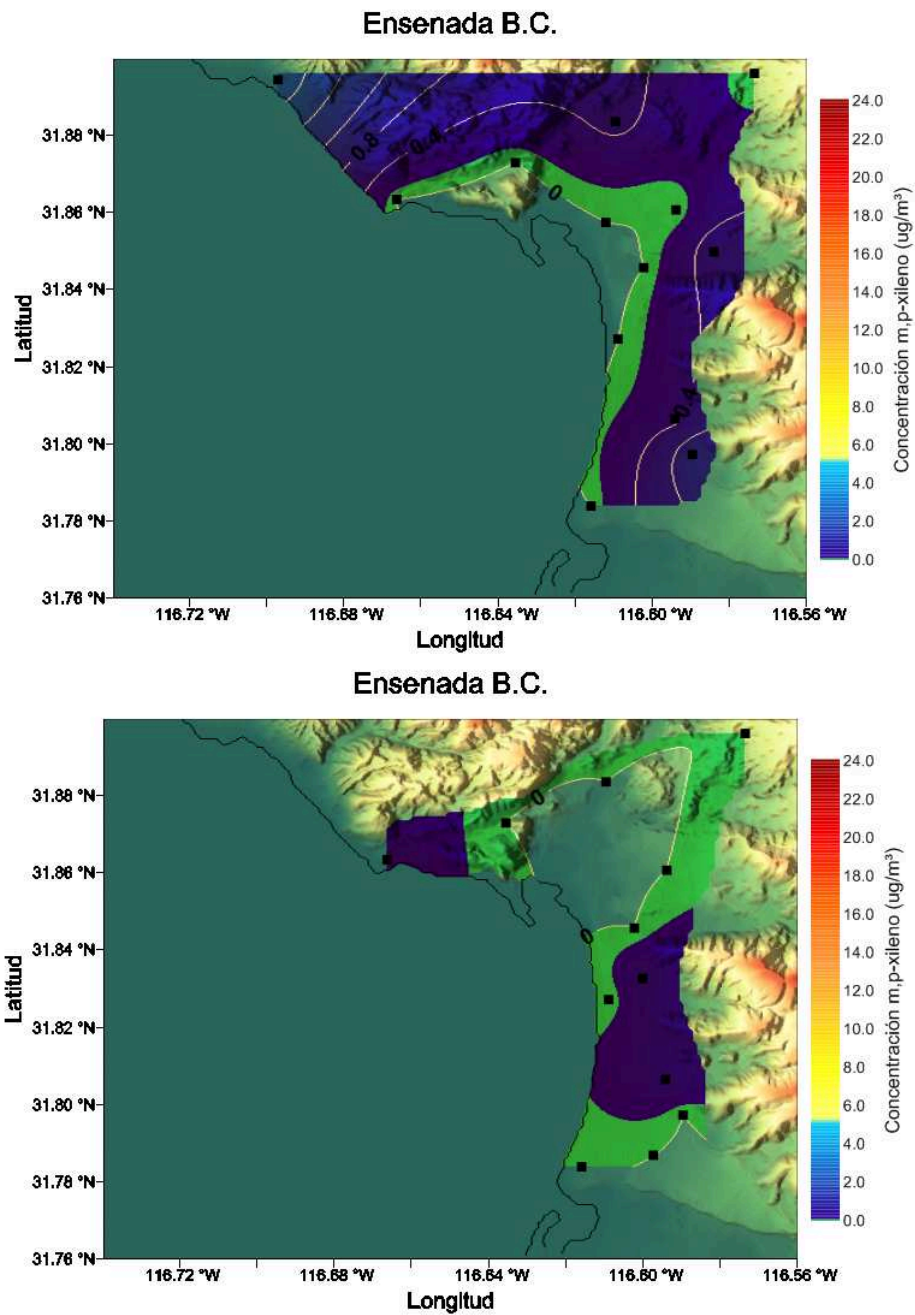 Ensenada B.C.
31.88 °N
31.86 °N
31.84 °N
31.82 °N
31.80 °N
31.78 °N
31.76 °N
Latitud
0.8
0.4
0
0.4
116.72 °W
116.68 °W
116.64 °W
116.60 °W
116.56 °W
Longitud
24.0
22.0
20.0
18.0
16.0
14.0
12.0
10.0
8.0
6.0
4.0
2.0
0.0
Concentración m,p-xileno (ug/m³)
Ensenada B.C.
31.88 °N
31.86 °N
31.84 °N
31.82 °N
31.80 °N
31.78 °N
31.76 °N
Latitud
0
0
116.72 °W
116.68 °W
116.64 °W
116.60 °W
116.56 °W
Longitud
24.0
22.0
20.0
18.0
16.0
14.0
12.0
10.0
8.0
6.0
4.0
2.0
0.0
Concentración m,p-xileno (ug/m³)